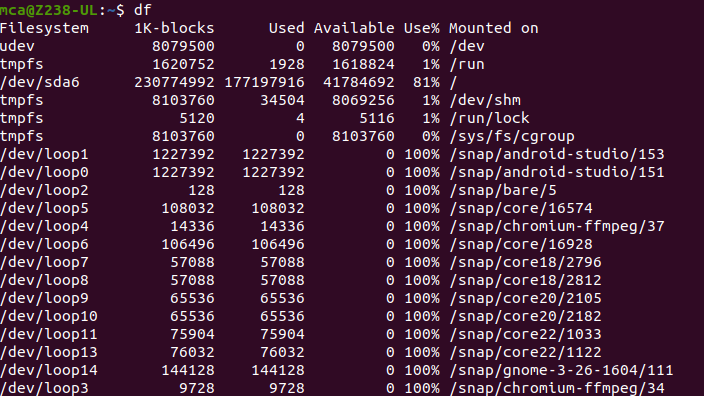 mca@Z238-UL:~$ df
Filesystem     1K-blocks      Used Available Use% Mounted on
udev             8079500         0   8079500   0% /dev
tmpfs            1620752      1928   1618824   1% /run
/dev/sda6      230774992 177197916  41784692  81% /
tmpfs            8103760     34504   8069256   1% /dev/shm
tmpfs               5120         4      5116   1% /run/lock
tmpfs            8103760         0   8103760   0% /sys/fs/cgroup
/dev/loop1       1227392   1227392         0 100% /snap/android-studio/153
/dev/loop0       1227392   1227392         0 100% /snap/android-studio/151
/dev/loop2           128       128         0 100% /snap/bare/5
/dev/loop5        108032    108032         0 100% /snap/core/16574
/dev/loop4         14336     14336         0 100% /snap/chromium-ffmpeg/37
/dev/loop6        106496    106496         0 100% /snap/core/16928
/dev/loop7         57088     57088         0 100% /snap/core18/2796
/dev/loop8         57088     57088         0 100% /snap/core18/2812
/dev/loop9         65536     65536         0 100% /snap/core20/2105
/dev/loop10        65536     65536         0 100% /snap/core20/2182
/dev/loop11        75904     75904         0 100% /snap/core22/1033
/dev/loop13        76032     76032         0 100% /snap/core22/1122
/dev/loop14       144128    144128         0 100% /snap/gnome-3-26-1604/111
/dev/loop3          9728      9728         0 100% /snap/chromium-ffmpeg/34